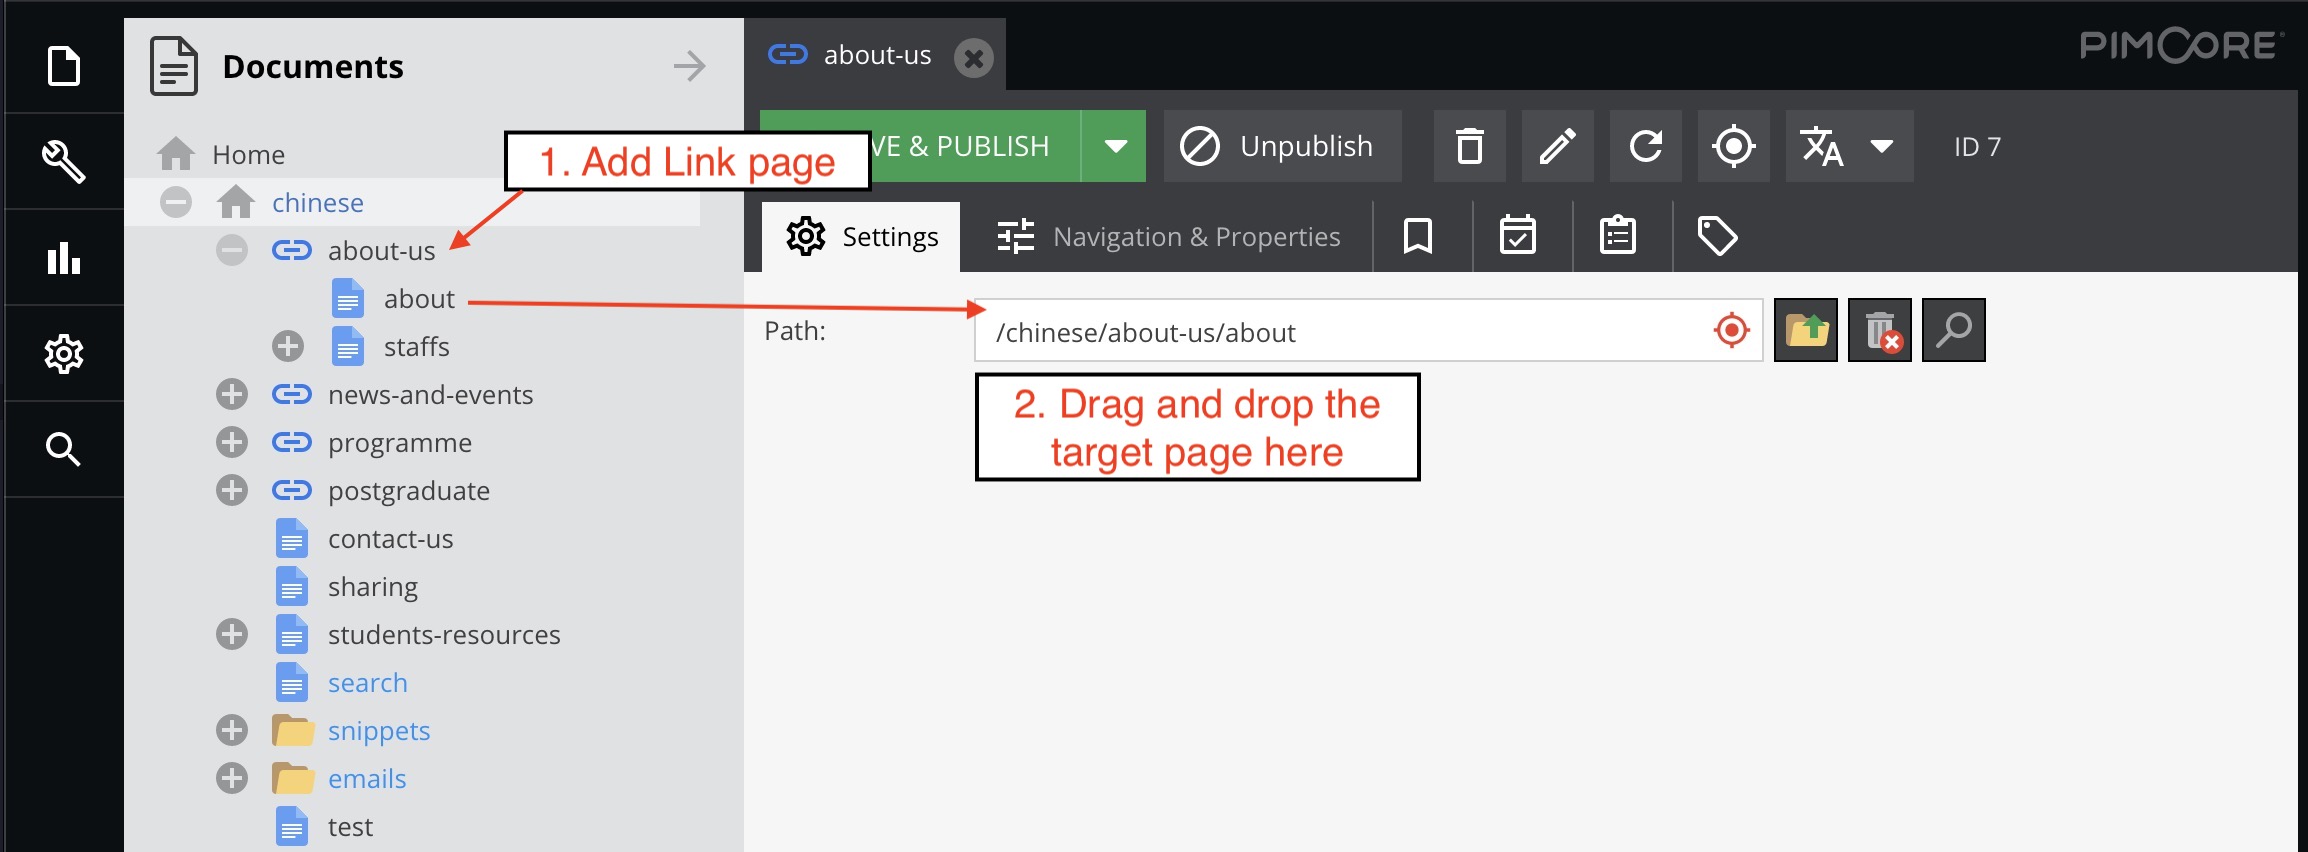 Documents
about-us
PIMCORE
Home
1. Add Link page
VE & PUBLISH
Unpublish
ID 7
chinese
about-us
Settings
Navigation & Properties
about
Path:
/chinese/about-us/about
staffs
news-and-events
2. Drag and drop the
target page here
programme
postgraduate
contact-us
sharing
students-resources
search
snippets
emails
test